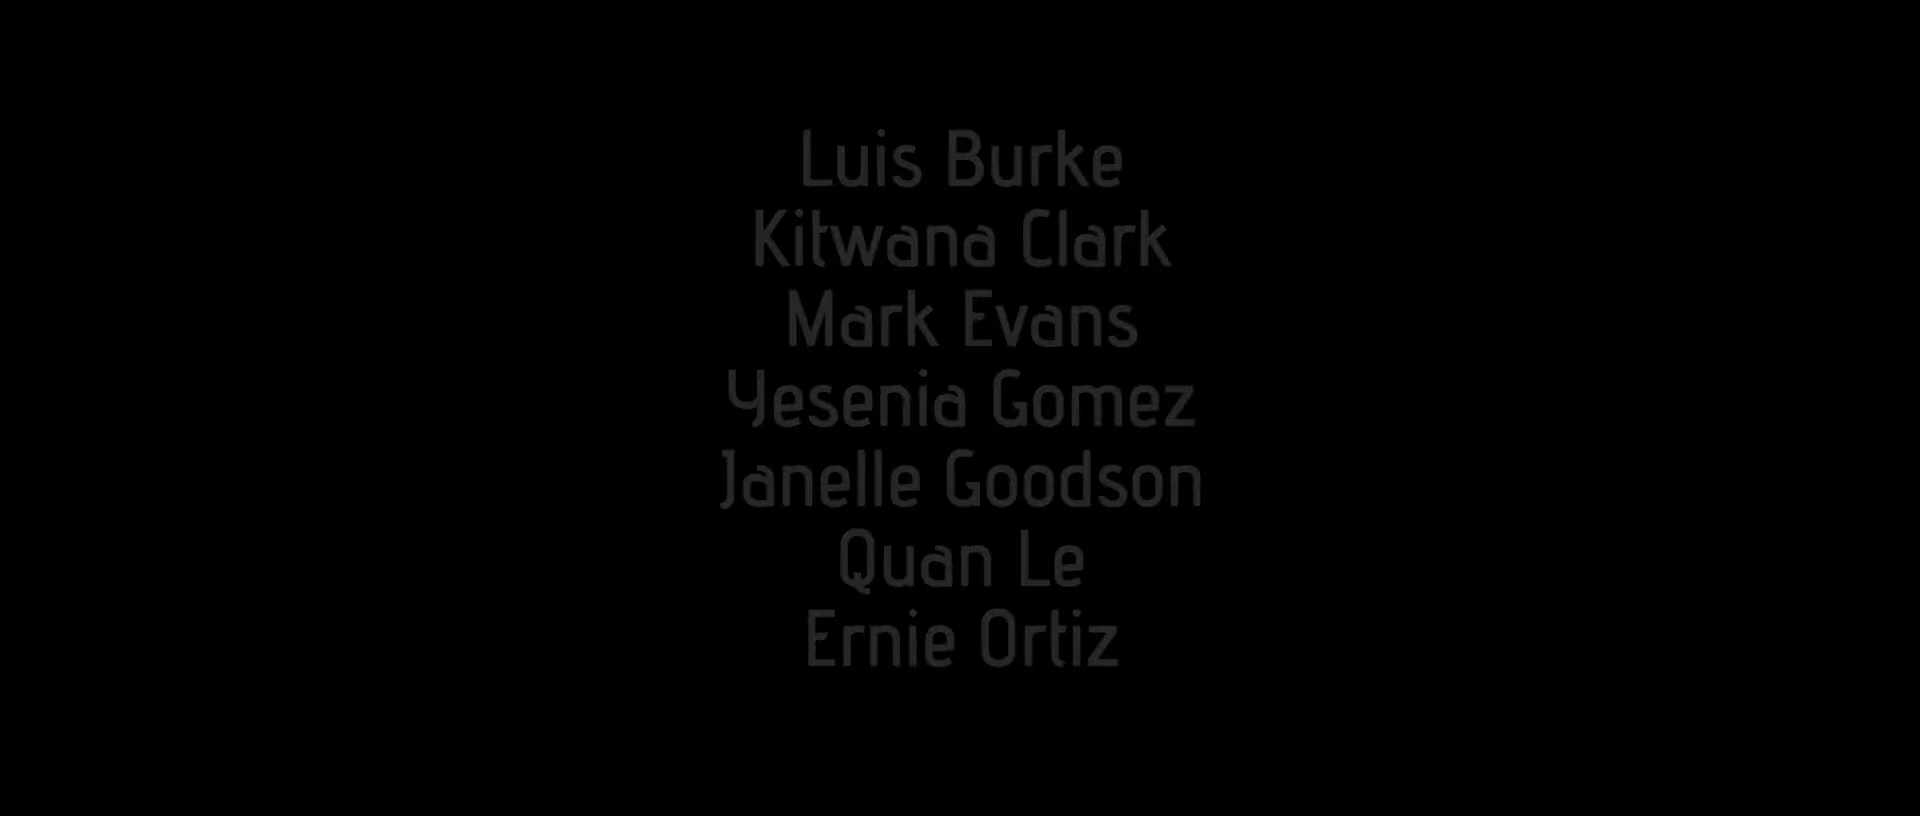 Luis Burke
Kitwana Clark
Mark Evans
Yesenia Gomez
Janelle Goodson
Quan Le
Ernie Ortiz